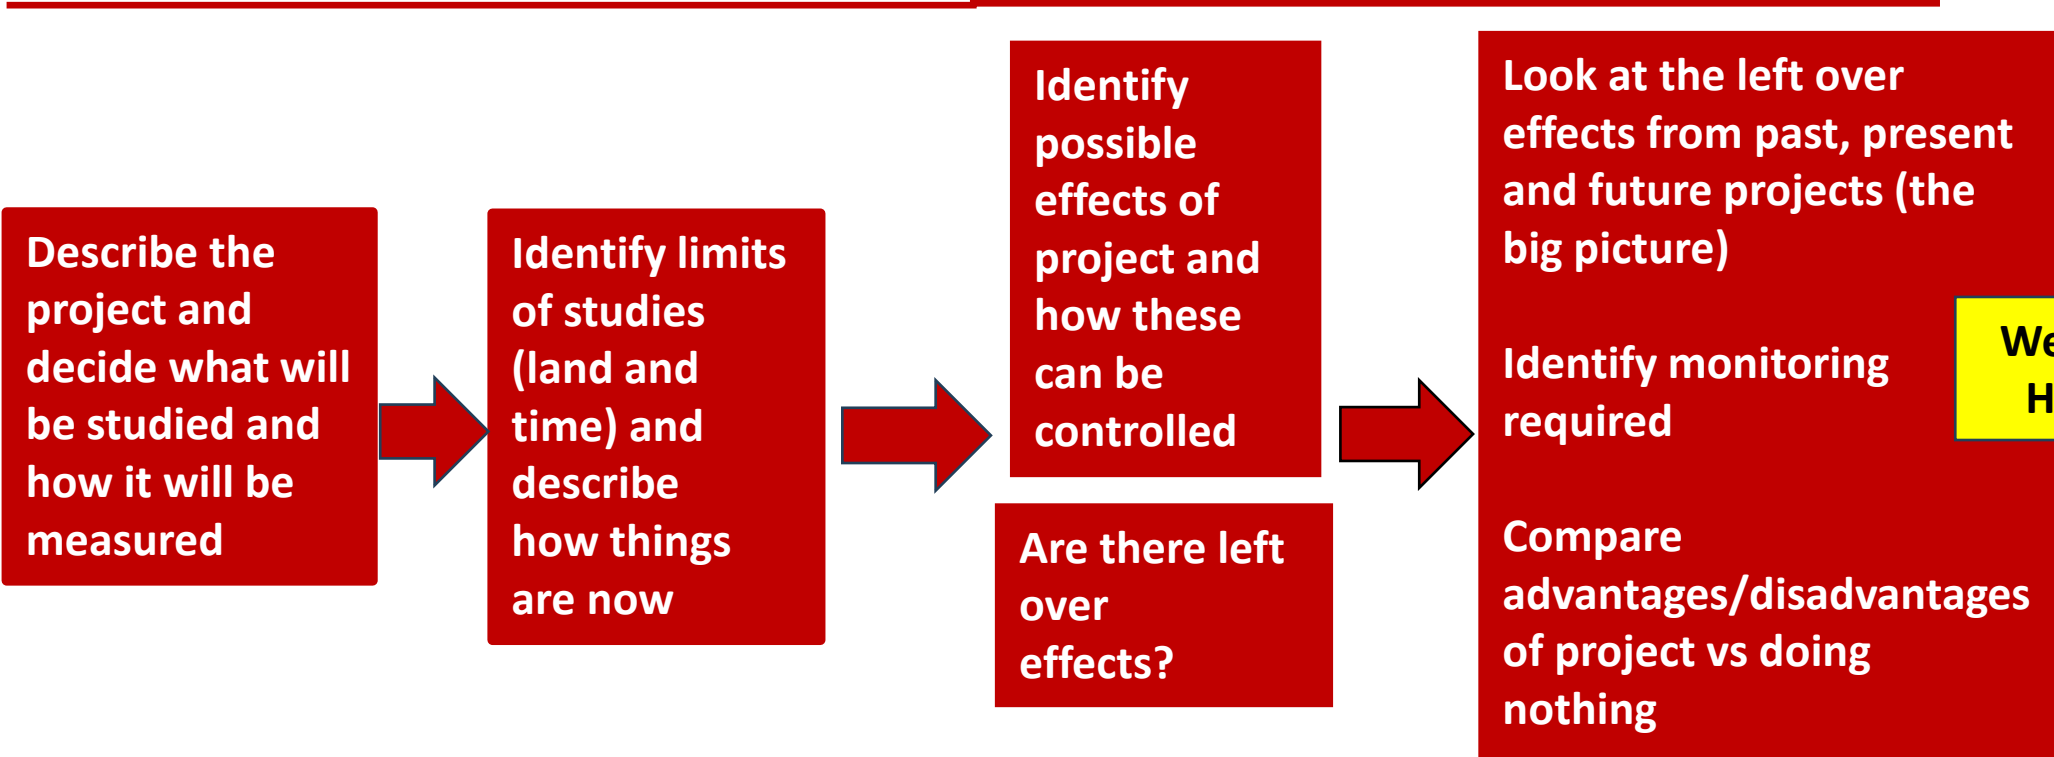 Describe the
project and
decide what will
be studied and
how it will be
measured
Identify limits
of studies
(land and
time) and
describe
how things
are now
Identify
possible
effects of
project and
how these
can be
controlled
Are there left
over
effects?
Look at the left over
effects from past, present
and future projects (the
big picture)
Identify monitoring
required
Compare
advantages/disadvantages
of project vs doing
nothing